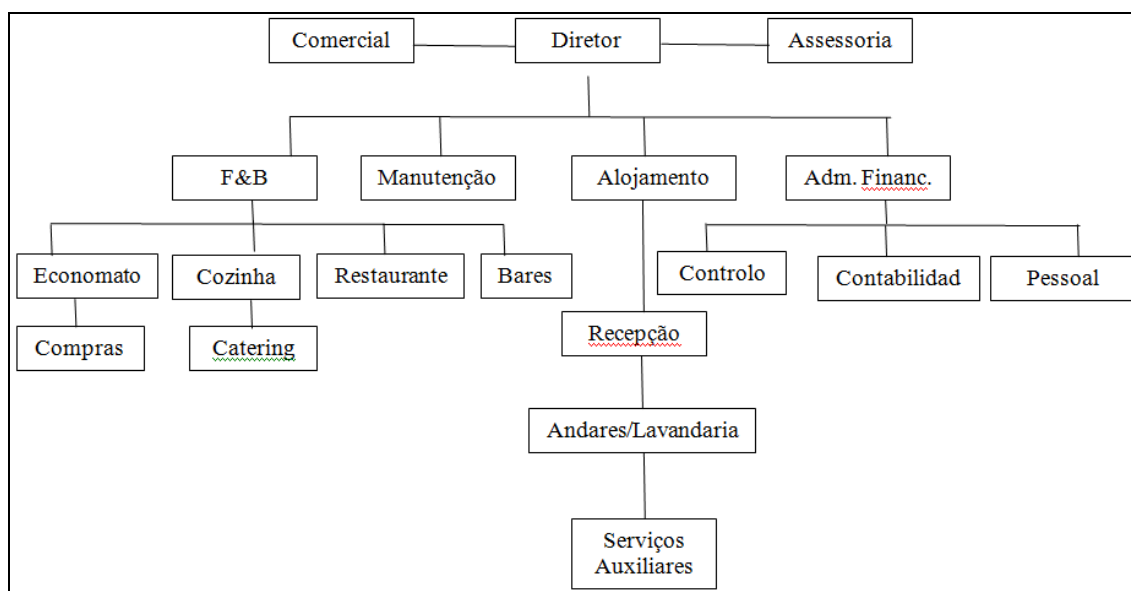 Comercial
Diretor
Assessoria
F&B
Manutenção
Alojamento
Adm. Financ.
Economato
Cozinha
Restaurante
Bares
Controlo
Contabilidad
Pessoal
Compras
Catering
Recepção
Andares/Lavandaria
Serviços
Auxiliares